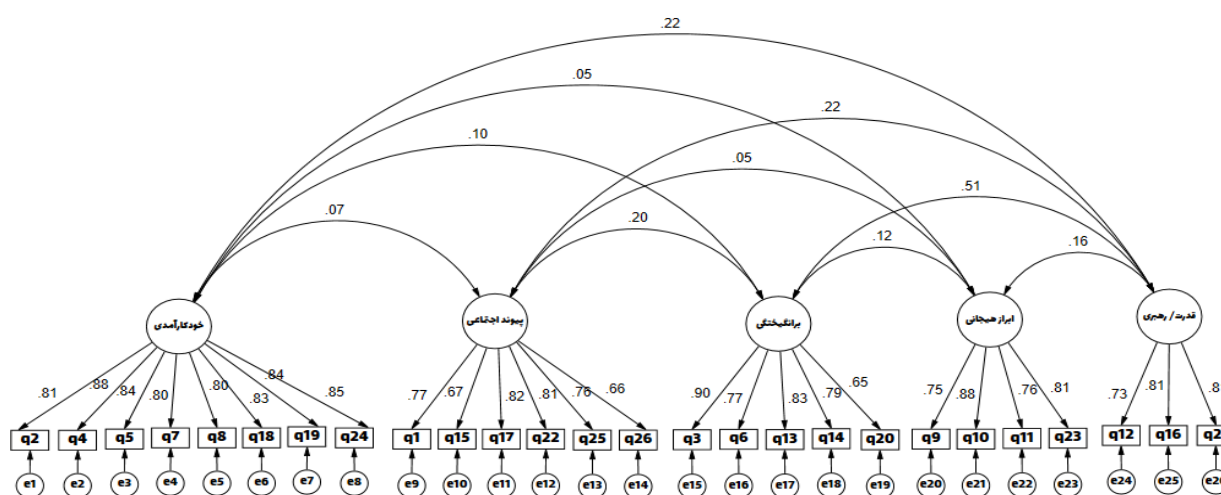 .22
.05
.22
.10
.05
.51
.07
.20
.12
.16
خودکارآمدی
پیوند اجتماعی
برانگیختگی
ابراز هیجانی
قدرت/ رهبری
.81 .88 .84 .80 .80 .83 .84 .85
.77 .67 .82 .81 .76 .66
.90 .77 .83 .79 .65
.75 .88 .76 .81
.73 .81
q2 q4 q5 q7 q8 q18 q19 q24 q1 q15 q17 q22 q25 q26 q3 q6 q13 q14 q20 q9 q10 q11 q23 q12 q16
e1 e2 e3 e4 e5 e6 e7 e8 e9 e10 e11 e12 e13 e14 e15 e16 e17 e18 e19 e20 e21 e22 e23 e24 e25 e26